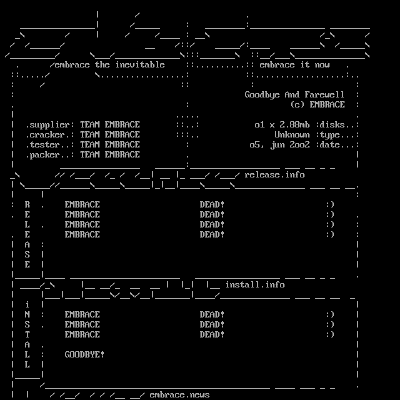 embrace the inevitable
embrace it now
Goodbye And Farewell
(c) EMBRACE
.supplier: TEAM EMBRACE o1 x 2.88mb :disks..:
.cracker.: TEAM EMBRACE Unknown :type...:
.tester..: TEAM EMBRACE o5, jun 2oo2 :date...:
.packer..: TEAM EMBRACE
release.info
RELEASE
EMBRACE DEAD! :)
EMBRACE DEAD! :)
EMBRACE DEAD! :)
EMBRACE DEAD! :)
install.info
iNSTALL
EMBRACE DEAD! :)
EMBRACE DEAD! :)
EMBRACE DEAD! :)
GOODBYE!
embrace.news